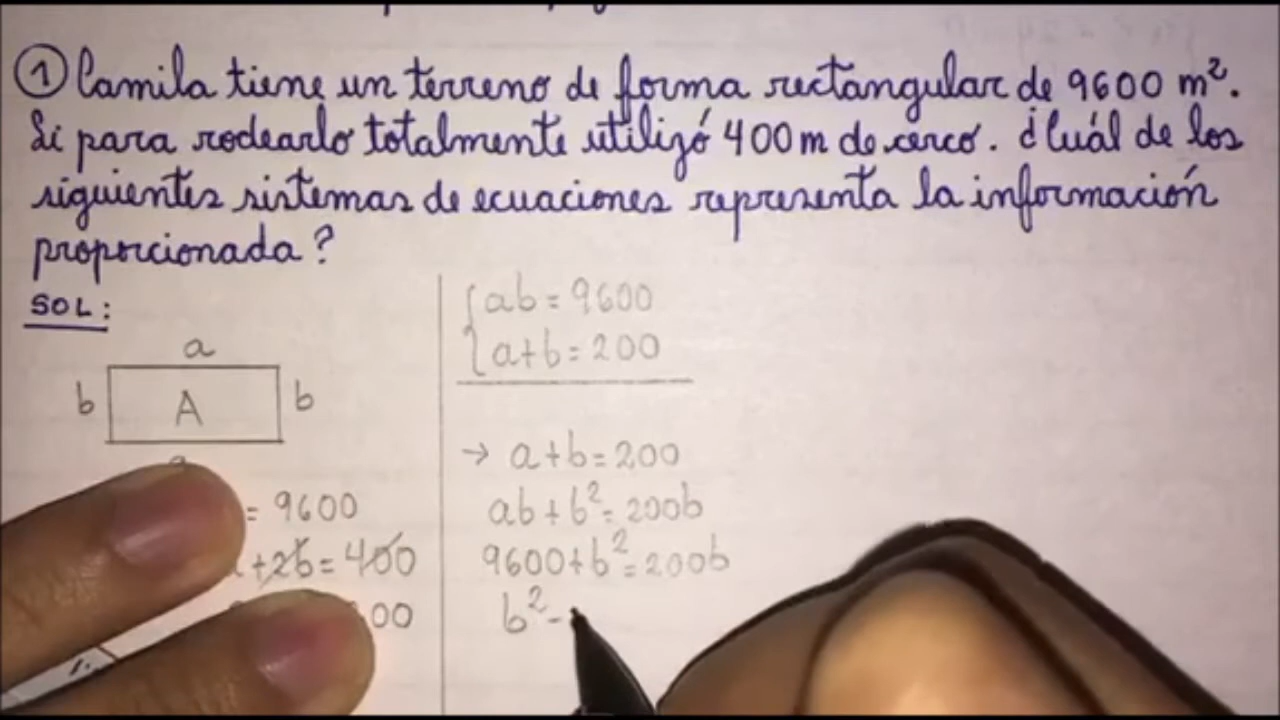 ① Camila tiene un terreno de forma rectangular de 9600 m².
Si para rodearlo totalmente utilizó 400 m de cerco. ¿Cuál de los
siguientes sistemas de ecuaciones representa la información
proporcionada?
SOL:
a
b A b
= 9600
+2b = 400
00
ab = 9600
a+b = 200
→ a+b = 200
ab + b² = 200b
9600 + b² = 200b
b² -